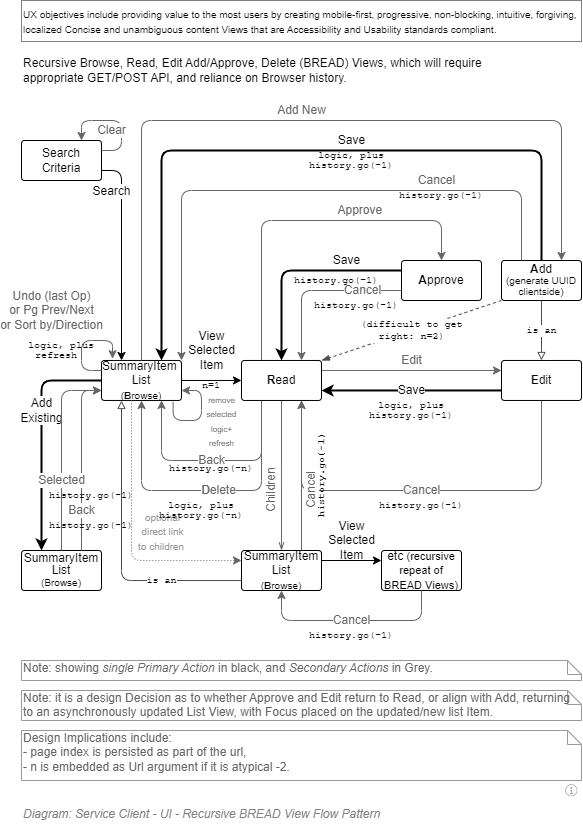 UX objectives include providing value to the most users by creating mobile-first, progressive, non-blocking, intuitive, forgiving,
localized Concise and unambiguous content Views that are Accessibility and Usability standards compliant.
Recursive Browse, Read, Edit Add/Approve, Delete (BREAD) Views, which will require
appropriate GET/POST API, and reliance on Browser history.
Add New
Clear
Search
Criteria
Search
Save
logic, plus
history.go(-1)
Cancel
history.go(-1)
Approve
Save
history.go(-1)
Cancel
history.go(-1)
Approve
Add
(generate UUID
clientside)
Undo (last Op)
or Pg Prev/Next
or Sort by/Direction
logic, plus
refresh
View
Selected
Item
(difficult to get
right: n=2)
is an
SummaryItem
List
(Browse)
n=1
Read
Edit
Edit
remove
selected
logic+
refresh
Save
logic, plus
history.go(-1)
Add
Existing
Back
history.go(-n)
Selected
history.go(-1)
Back
history.go(-1)
Delete
logic, plus
history.go(-n)
Children
Cancel
history.go(-1)
Cancel
history.go(-1)
optional
direct link
to children
View
Selected
Item
SummaryItem
List
(Browse)
is an
SummaryItem
List
(Browse)
etc (recursive
repeat of
BREAD Views)
Cancel
history.go(-1)
Note: showing single Primary Action in black, and Secondary Actions in Grey.
Note: it is a design Decision as to whether Approve and Edit return to Read, or align with Add, returning
to an asynchronously updated List View, with Focus placed on the updated/new list Item.
Design Implications include:
- page index is persisted as part of the url,
- n is embedded as Url argument if it is atypical -2.
Diagram: Service Client - UI - Recursive BREAD View Flow Pattern